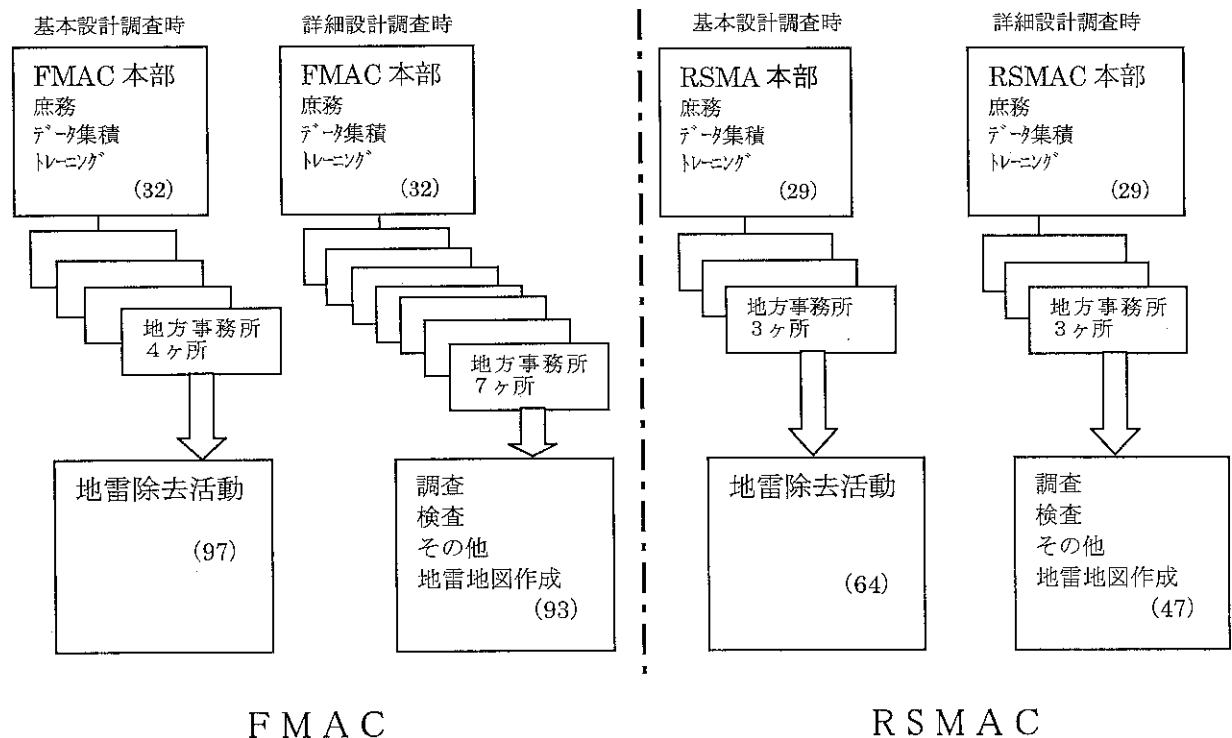 基本設計調査時
FMAC 本部
庶務
データ集積
トレーニング
(32)
地方事務所
4ヶ所
地雷除去活動
(97)
詳細設計調査時
FMAC 本部
庶務
データ集積
トレーニング
(32)
地方事務所
7ヶ所
調査
検査
その他
地雷地図作成
(93)
FMAC
基本設計調査時
RSMA 本部
庶務
データ集積
トレーニング
(29)
地方事務所
3ヶ所
地雷除去活動
(64)
詳細設計調査時
RSMAC 本部
庶務
データ集積
トレーニング
(29)
地方事務所
3ヶ所
調査
検査
その他
地雷地図作成
(47)
RSMAC